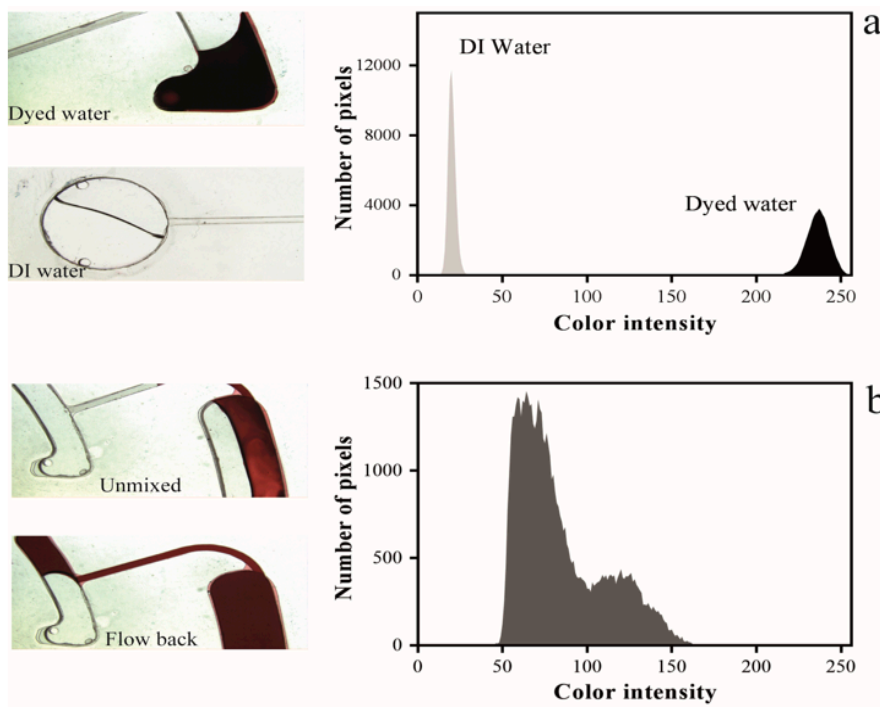 Dyed water
DI water
a
Number of pixels
12000
8000
4000
0
DI Water
Dyed water
0 50 100 150 200 250
Color intensity
Unmixed
Flow back
b
Number of pixels
1500
1000
500
0
0 50 100 150 200 250
Color intensity